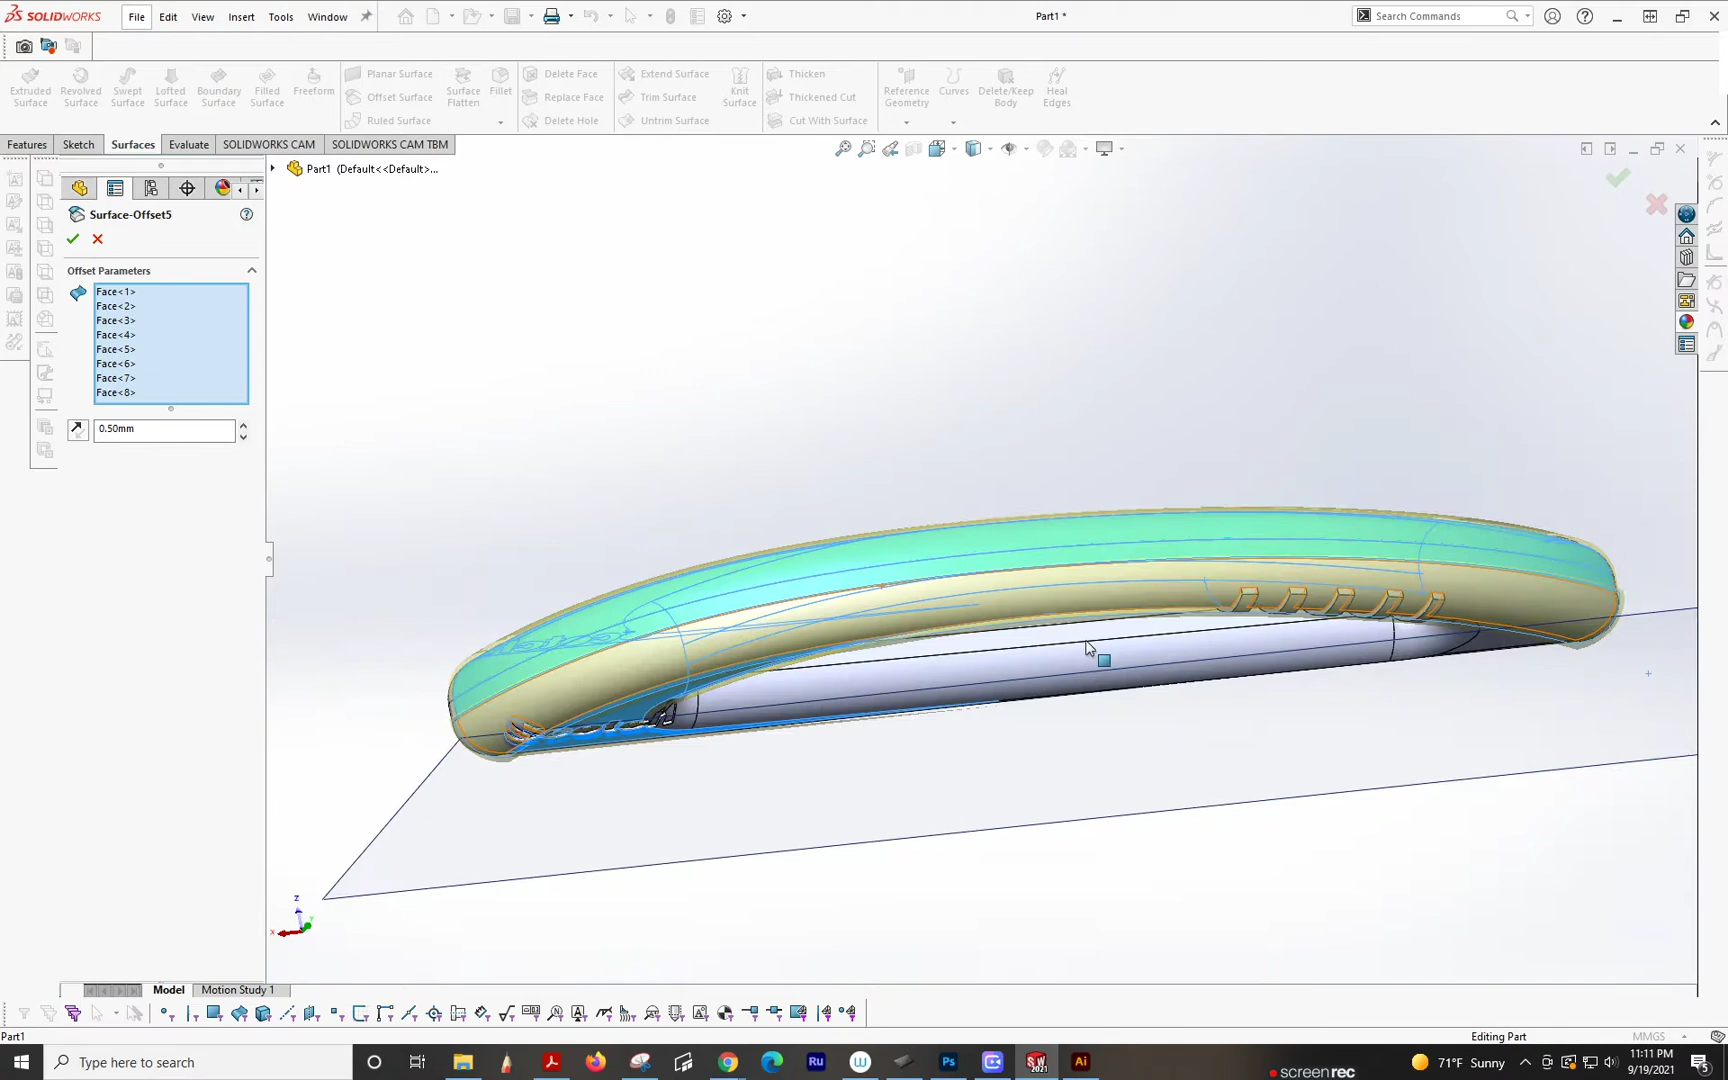 SOLIDWORKS
File Edit View Insert Tools Window
Part1 *
Search Commands
Extruded Surface
Revolved Surface
Swept Surface
Lofted Surface
Boundary Surface
Filled Surface
Freeform
Planar Surface
Offset Surface
Ruled Surface
Surface Flatten
Fillet
Delete Face
Replace Face
Delete Hole
Extend Surface
Trim Surface
Untrim Surface
Knit Surface
Thicken
Thickened Cut
Cut With Surface
Reference Geometry
Curves
Delete/Keep Body
Heal Edges
Features Sketch Surfaces Evaluate SOLIDWORKS CAM SOLIDWORKS CAM TBM
Part1 (Default<<Default>...
Surface-Offset5
Offset Parameters
Face<1>
Face<2>
Face<3>
Face<4>
Face<5>
Face<6>
Face<7>
Face<8>
0.50mm
z
x
Y
Model Motion Study 1
Part1
Editing Part
MMGS
Type here to search
Ru
W
Ps
SW
2021
Ai
screenrec
71°F Sunny
11:11 PM
9/19/2021
5